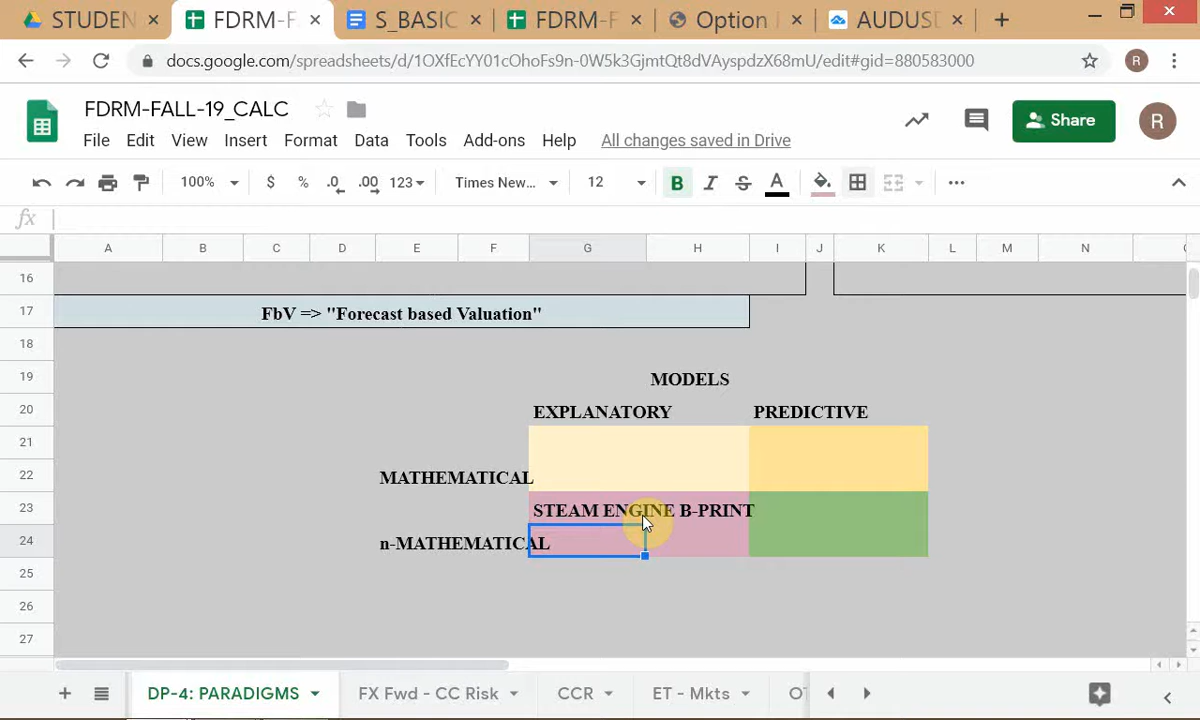 STUDEN
FDRM-F
S_BASIC
FDRM-F
Option
AUDUSD
docs.google.com/spreadsheets/d/1OXfEcYY01cOhoFs9n-0W5k3GjmtQt8dVAyspdzX68mU/edit#gid=880583000
R
FDRM-FALL-19_CALC
Share
R
File Edit View Insert Format Data Tools Add-ons Help All changes saved in Drive
100% $ % .0 .00 123 Times New... 12 B I S A
fx
A B C D E F G H I J K L M N
16
17 FbV => "Forecast based Valuation"
18
19 MODELS
20 EXPLANATORY PREDICTIVE
21
22 MATHEMATICAL
23 STEAM ENGINE B-PRINT
24 n-MATHEMATICAL
25
26
27
DP-4: PARADIGMS FX Fwd - CC Risk CCR ET - Mkts